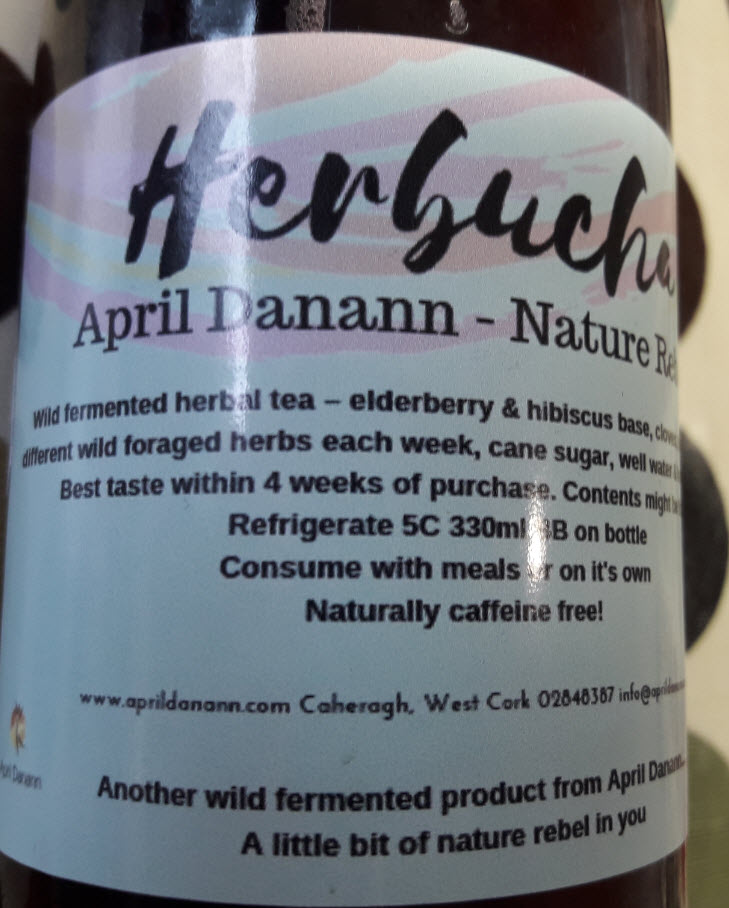 Herbucha
April Danann - Nature
Wild fermented herbal tea – elderberry & hibiscus base,
different wild foraged herbs each week, cane sugar, well water
Best taste within 4 weeks of purchase. Contents might
Refrigerate 5C 330ml BB on bottle
Consume with meals or on it's own
Naturally caffeine free!
www.aprildanann.com Caheragh, West Cork 02848387
April Danann
Another wild fermented product from April Danann...
A little bit of nature rebel in you